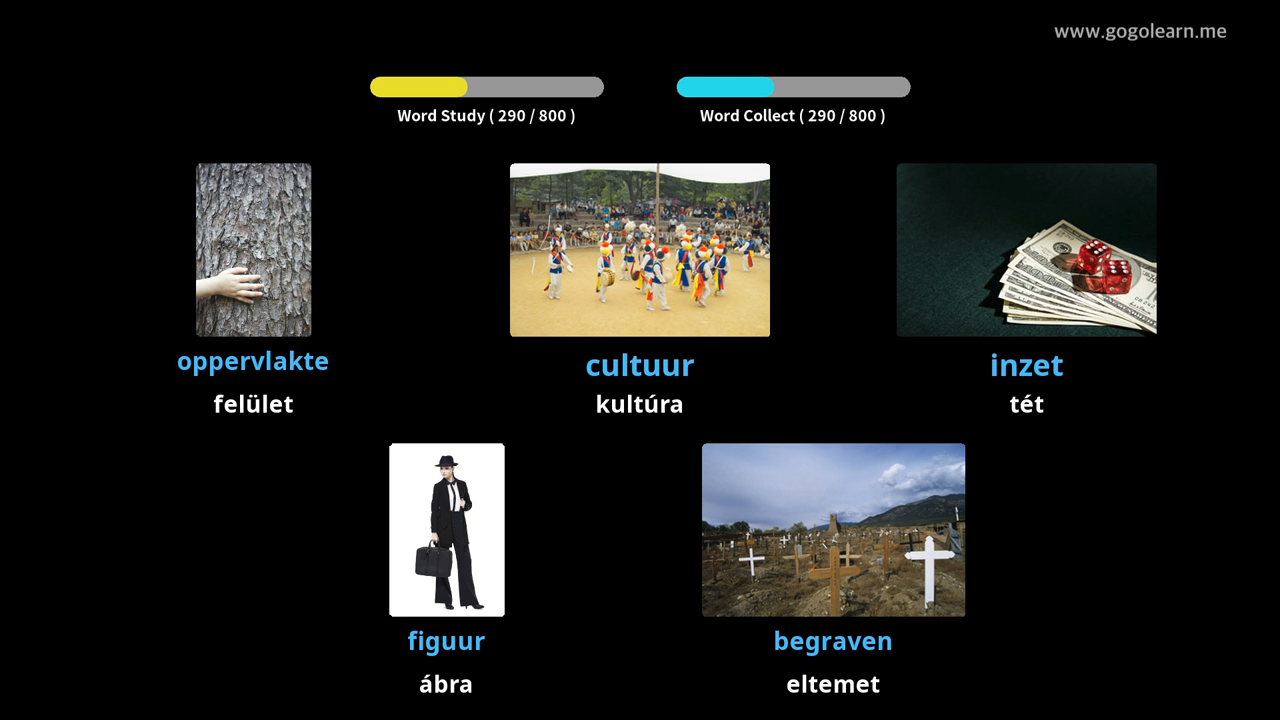 www.gogolearn.me
Word Study ( 290 / 800 )
Word Collect ( 290 / 800 )
oppervlakte
felület
cultuur
kultúra
inzet
tét
figuur
ábra
begraven
eltemet